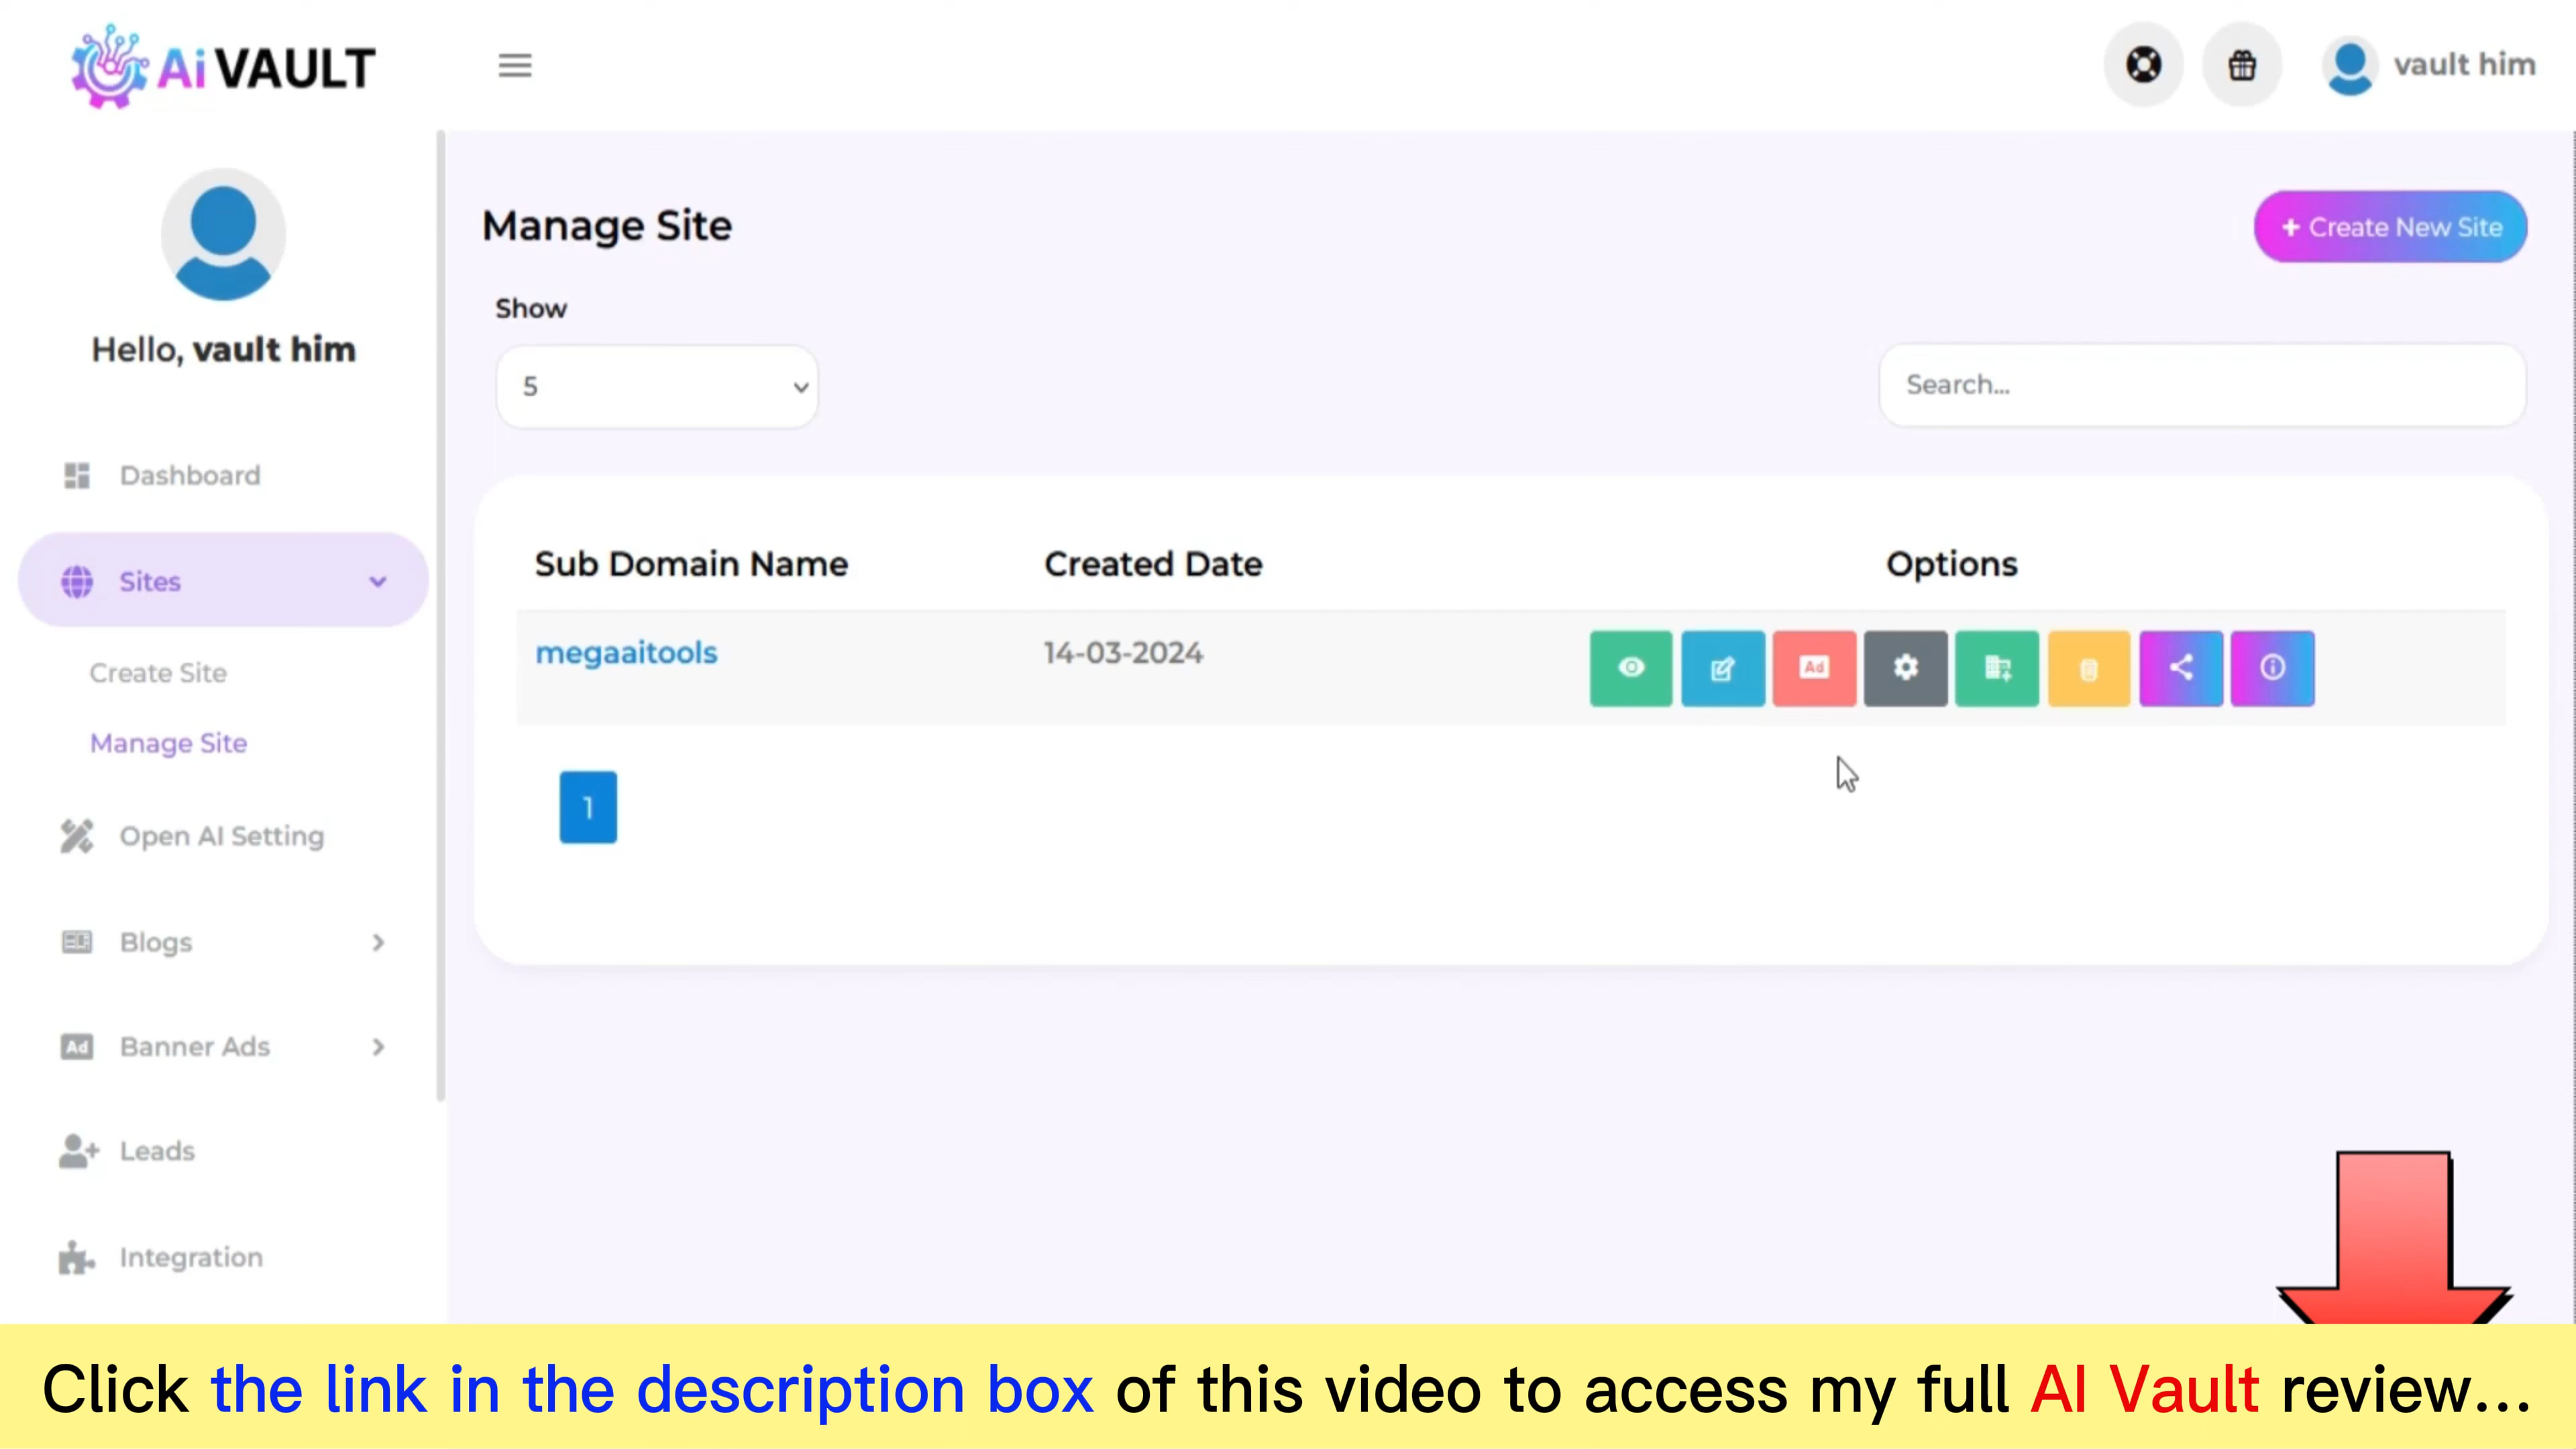 Ai VAULT
vault him
Hello, vault him
Dashboard
Sites
Create Site
Manage Site
Open AI Setting
Blogs
Ad Banner Ads
Leads
Integration
Manage Site
+ Create New Site
Show
5
Search...
Sub Domain Name Created Date Options
megaaitools 14-03-2024 Ad
1
Click the link in the description box of this video to access my full AI Vault review...